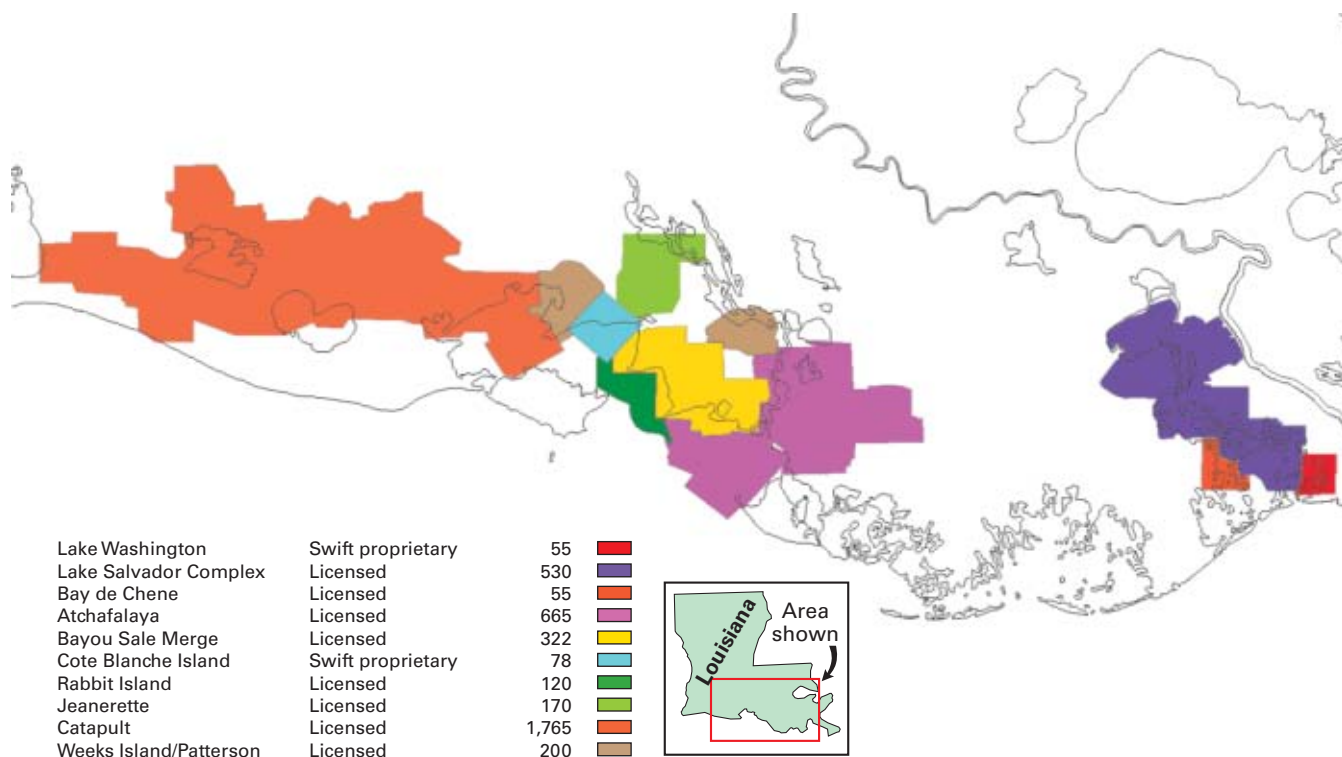 Lake Washington Swift proprietary 55
Lake Salvador Complex Licensed 530
Bay de Chene Licensed 55
Atchafalaya Licensed 665
Bayou Sale Merge Licensed 322
Cote Blanche Island Swift proprietary 78
Rabbit Island Licensed 120
Jeanerette Licensed 170
Catapult Licensed 1,765
Weeks Island/Patterson Licensed 200
Louisiana
Area
shown